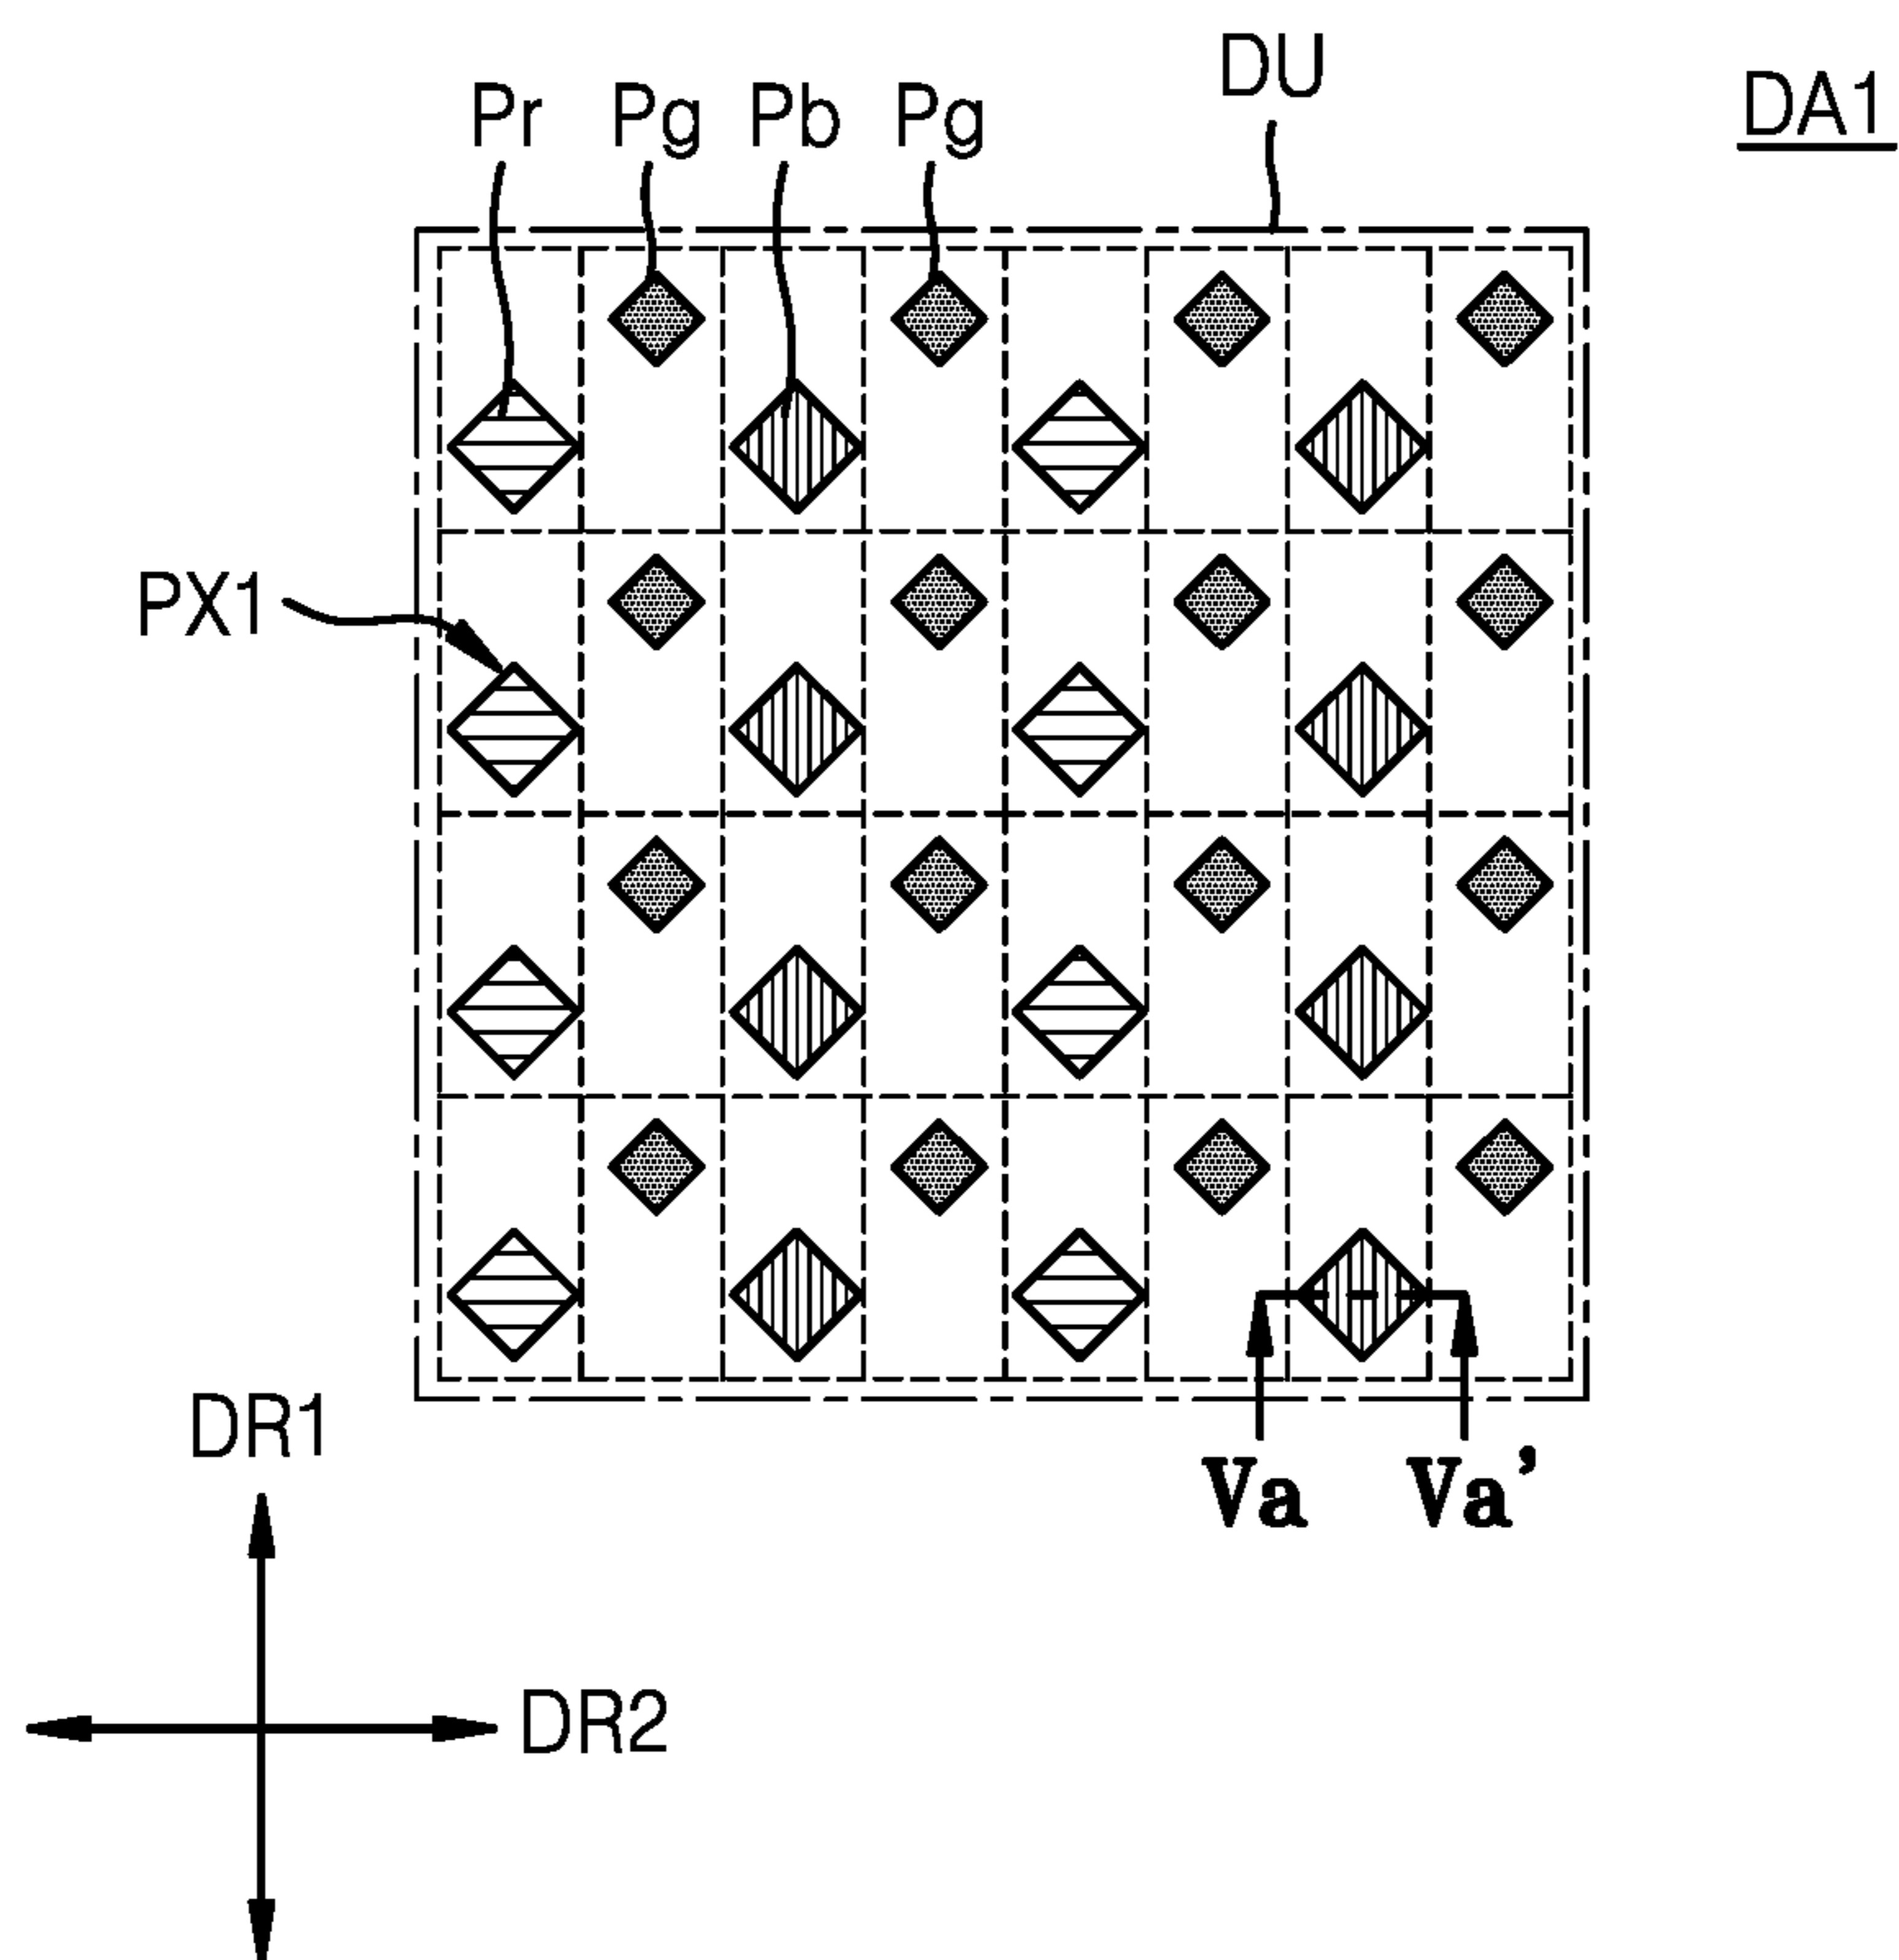 DU
DA1
Pr Pg Pb Pg
PX1
DR1
Va Va’
DR2